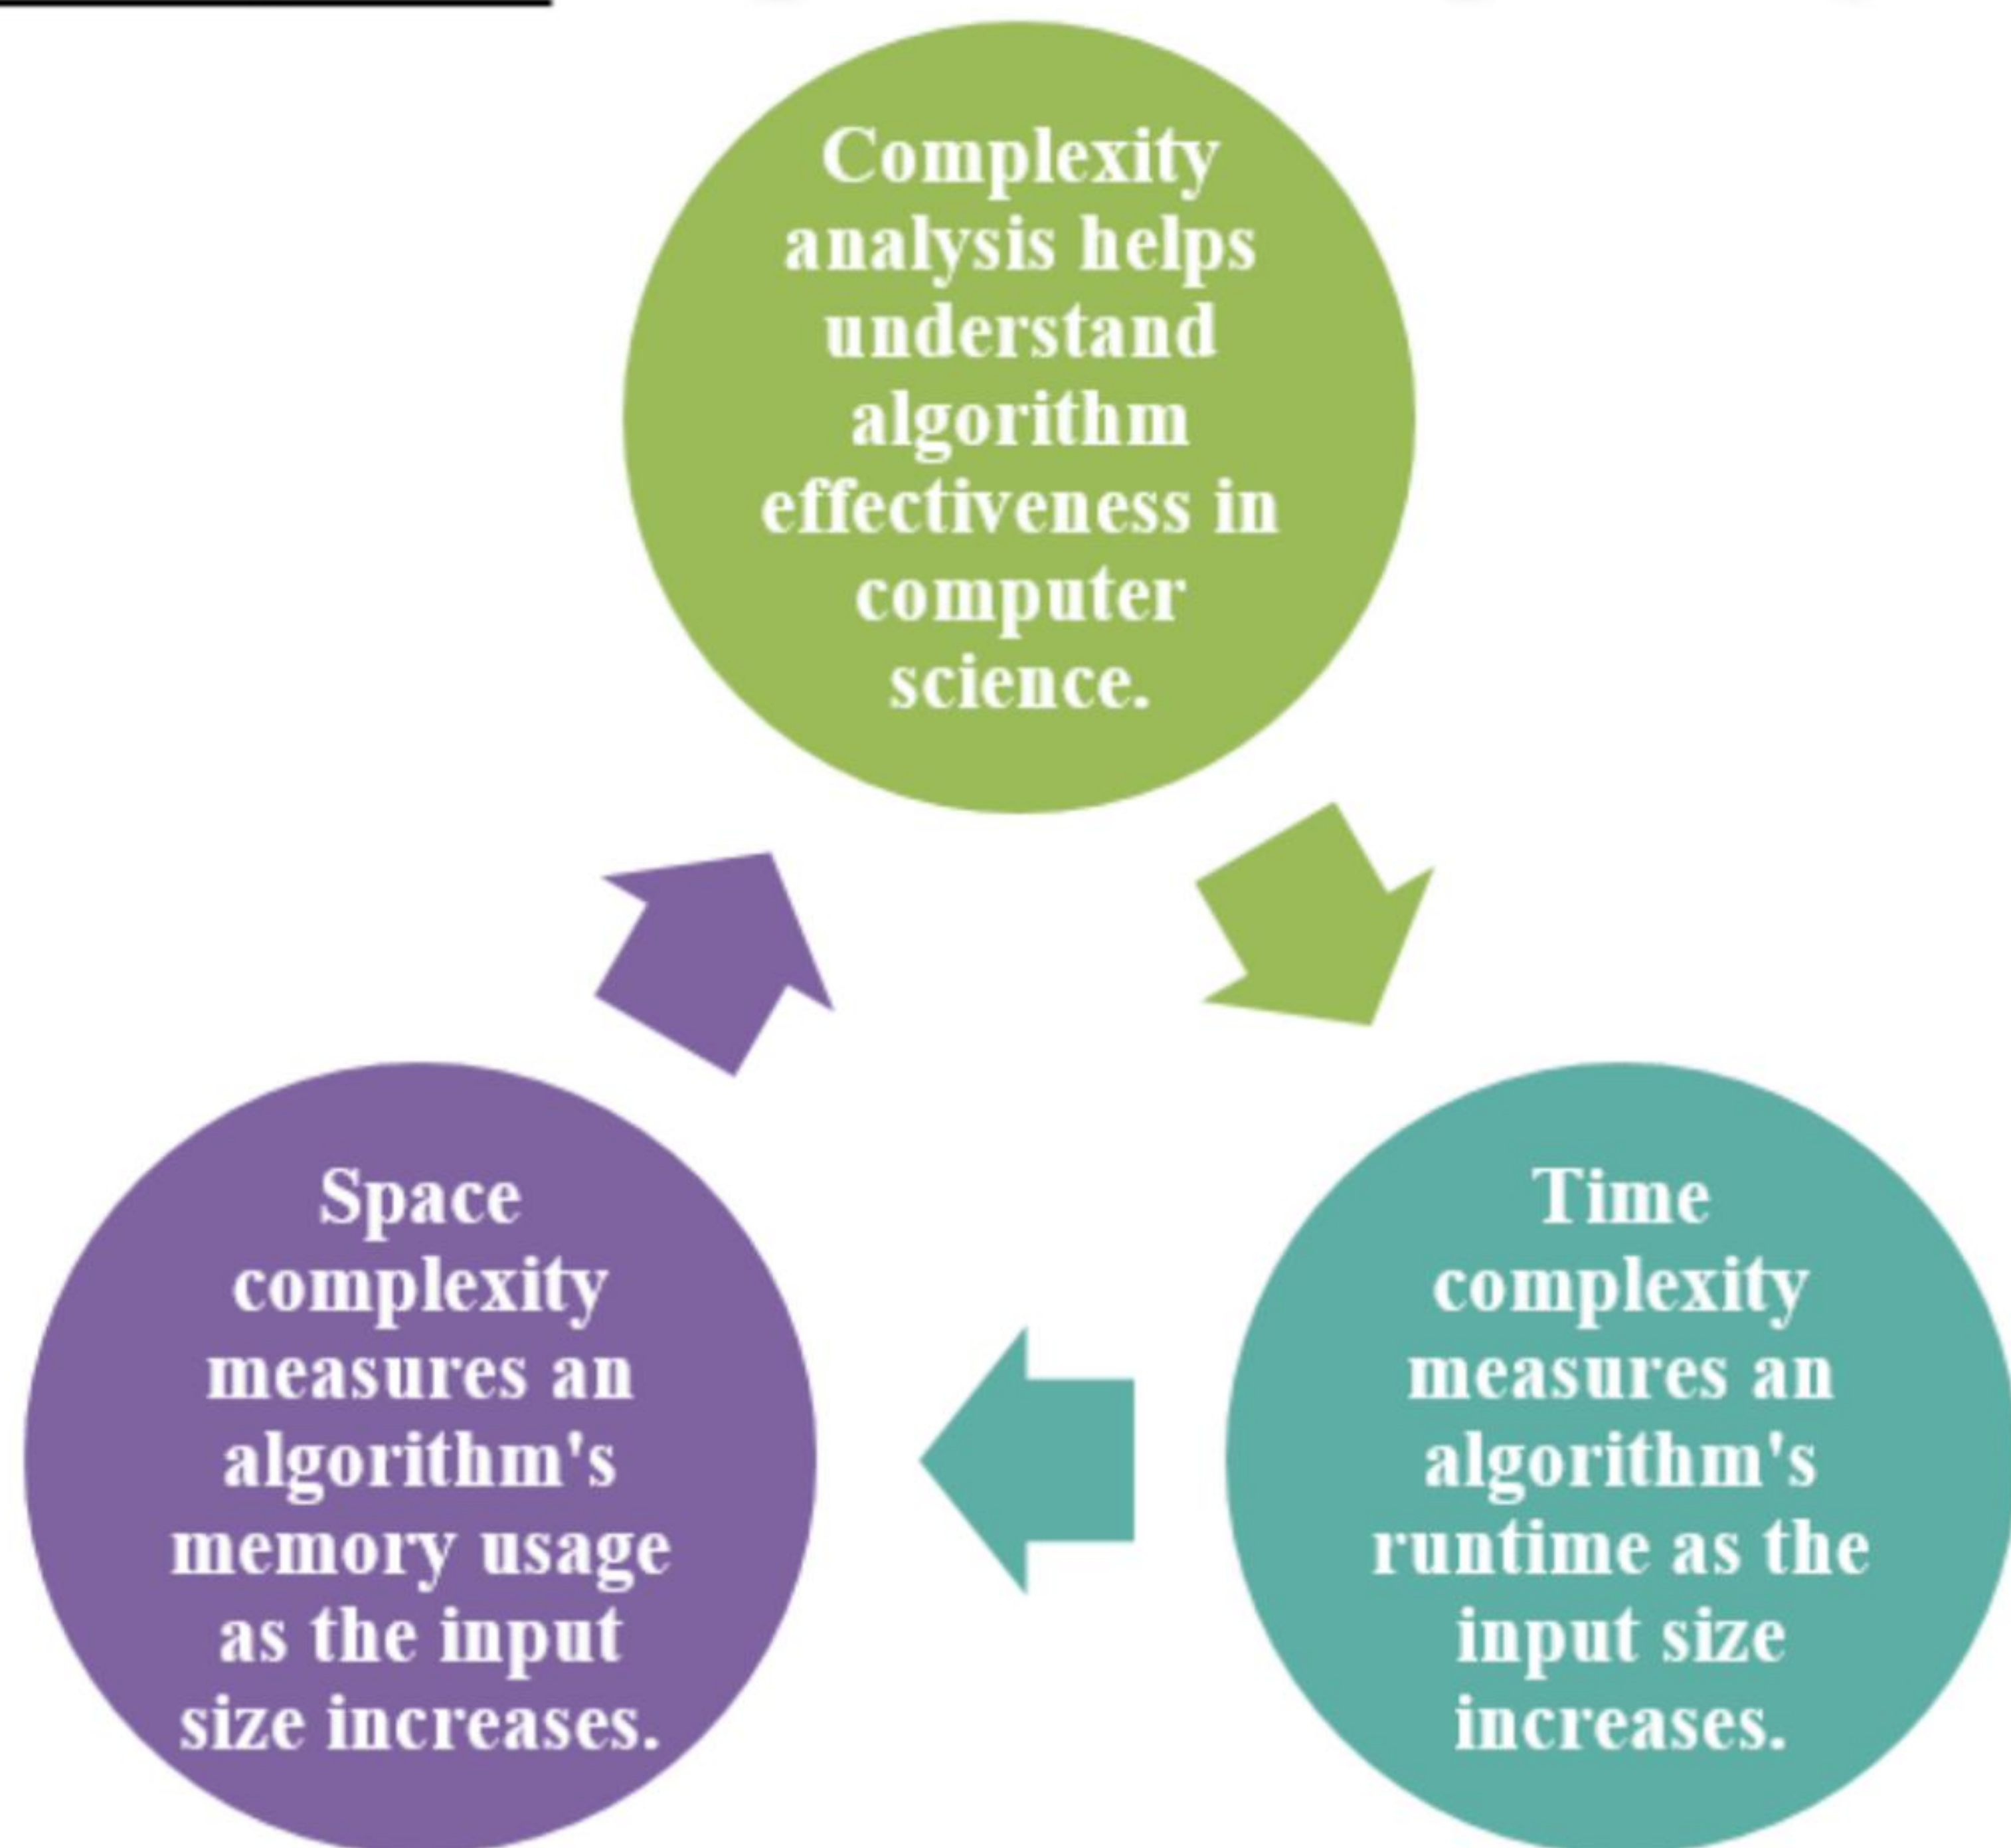 Complexity
analysis helps
understand
algorithm
effectiveness in
computer
science.
Time
complexity
measures an
algorithm's
runtime as the
input size
increases.
Space
complexity
measures an
algorithm's
memory usage
as the input
size increases.